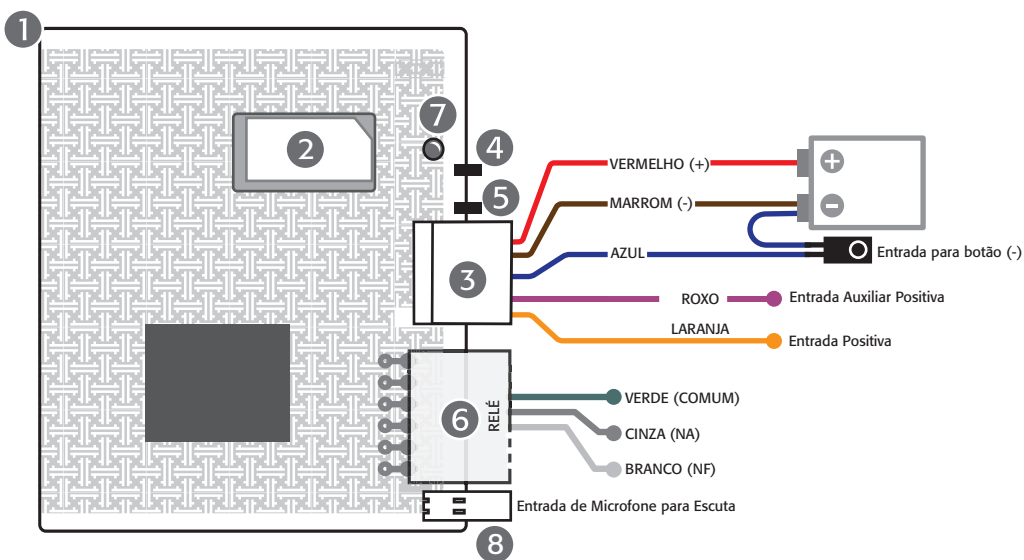 1
2
7
4
5
3
VERMELHO (+)
MARROM (-)
AZUL
+
-
Entrada para botão (-)
ROXO
Entrada Auxiliar Positiva
LARANJA
Entrada Positiva
6
RELÉ
VERDE (COMUM)
CINZA (NA)
BRANCO (NF)
Entrada de Microfone para Escuta
8